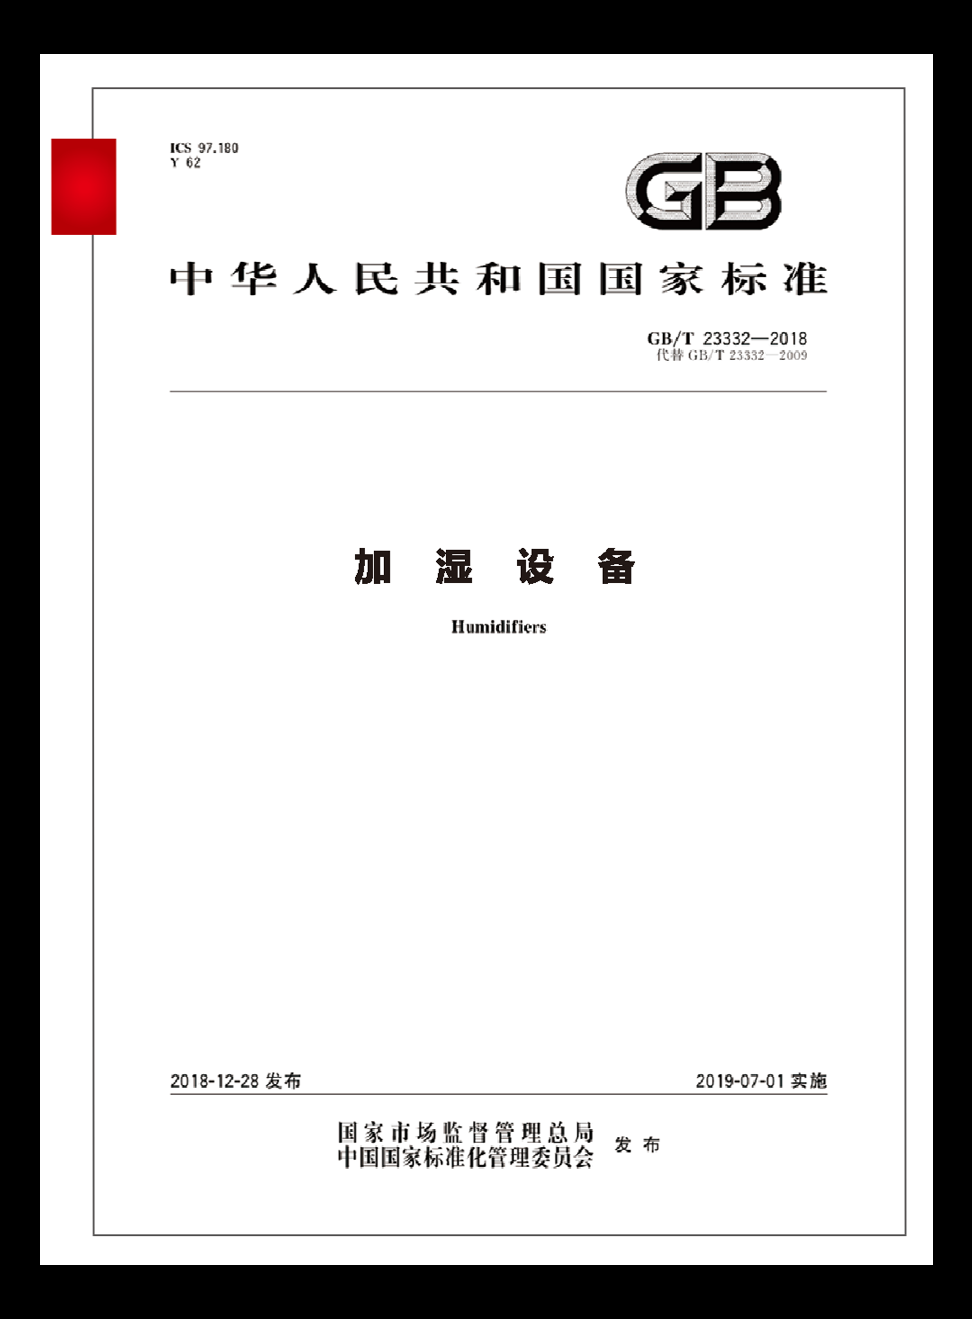 ICS 97.180
Y 62
GB
中华人民共和国国家标准
GB/T 23332—2018
代替 GB/T 23332—2009
加湿设备
Humidifiers
2018-12-28 发布
2019-07-01 实施
国家市场监督管理总局
中国国家标准化管理委员会
发布